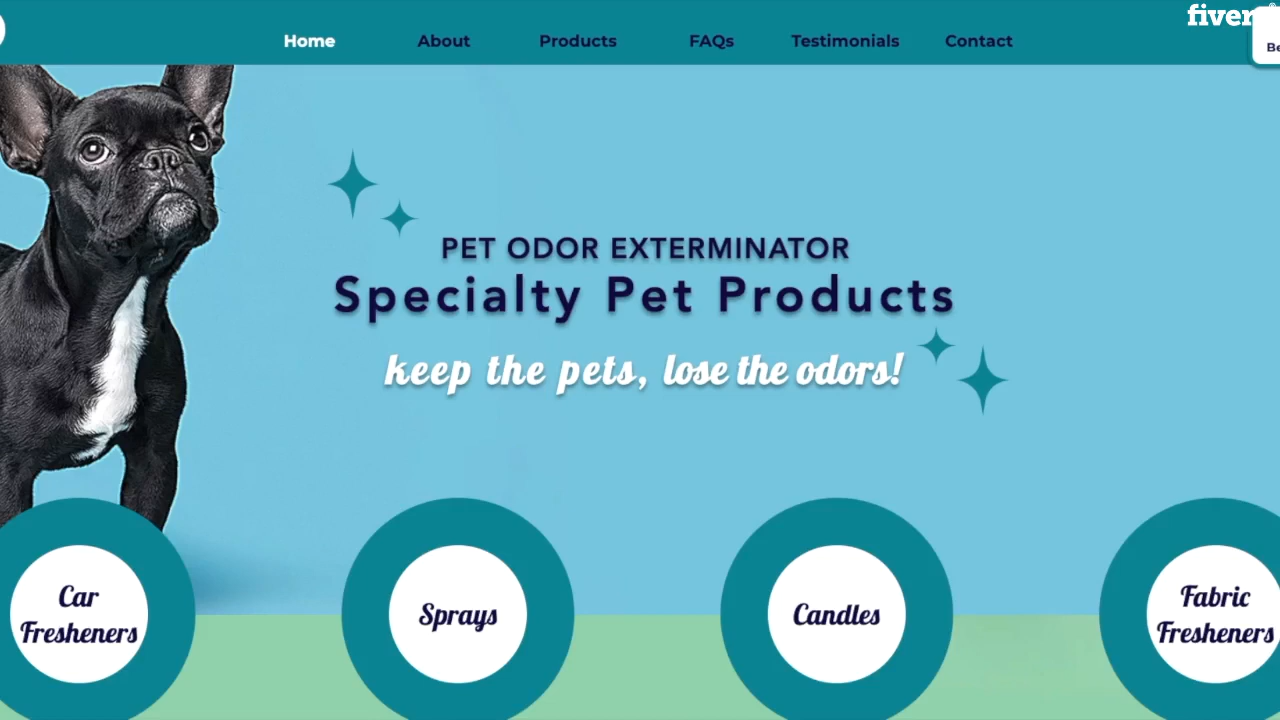 Home About Products FAQs Testimonials Contact
PET ODOR EXTERMINATOR
Specialty Pet Products
keep the pets, lose the odors!
Car
Fresheners
Sprays
Candles
Fabric
Fresheners